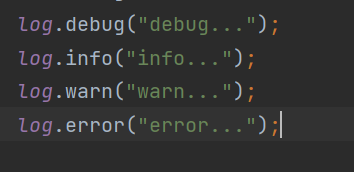 log.debug("debug...");
log.info("info...");
log.warn("warn...");
log.error("error...");